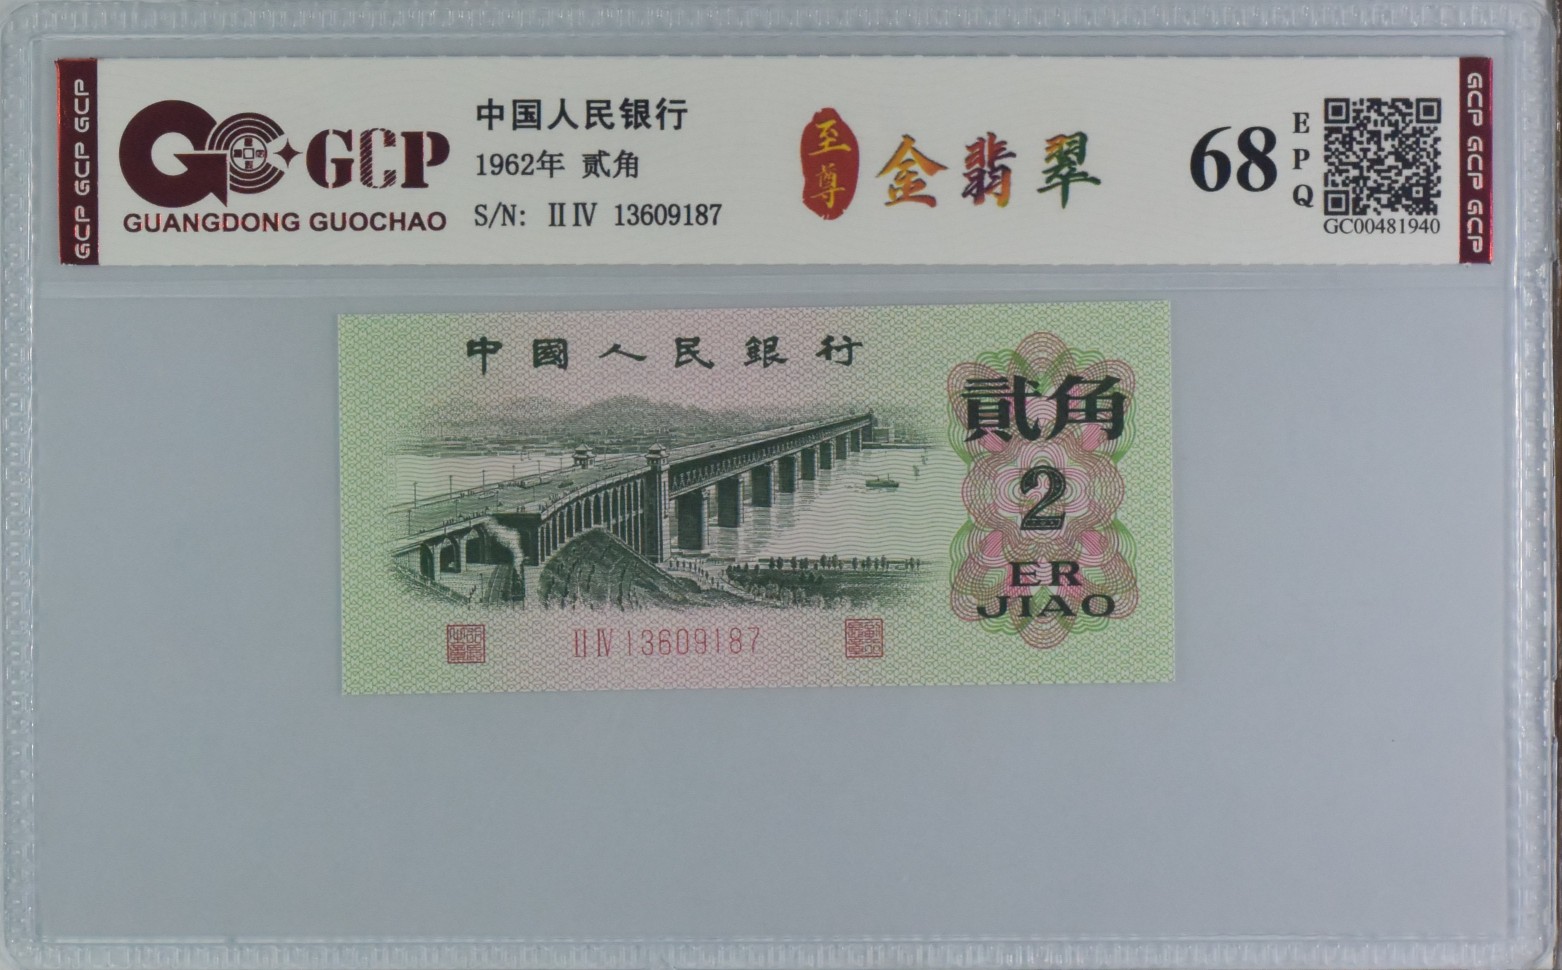 GCP GCP GCP
GCP
GUANGDONG GUOCHAO
中国人民银行
1962年 贰角
S/N: ⅡⅣ 13609187
至尊
金翡翠
68
EPQ
GC00481940
GCP GCP GCP
中國人民銀行
貳角
2
ER
JIAO
ⅡⅣ 13609187